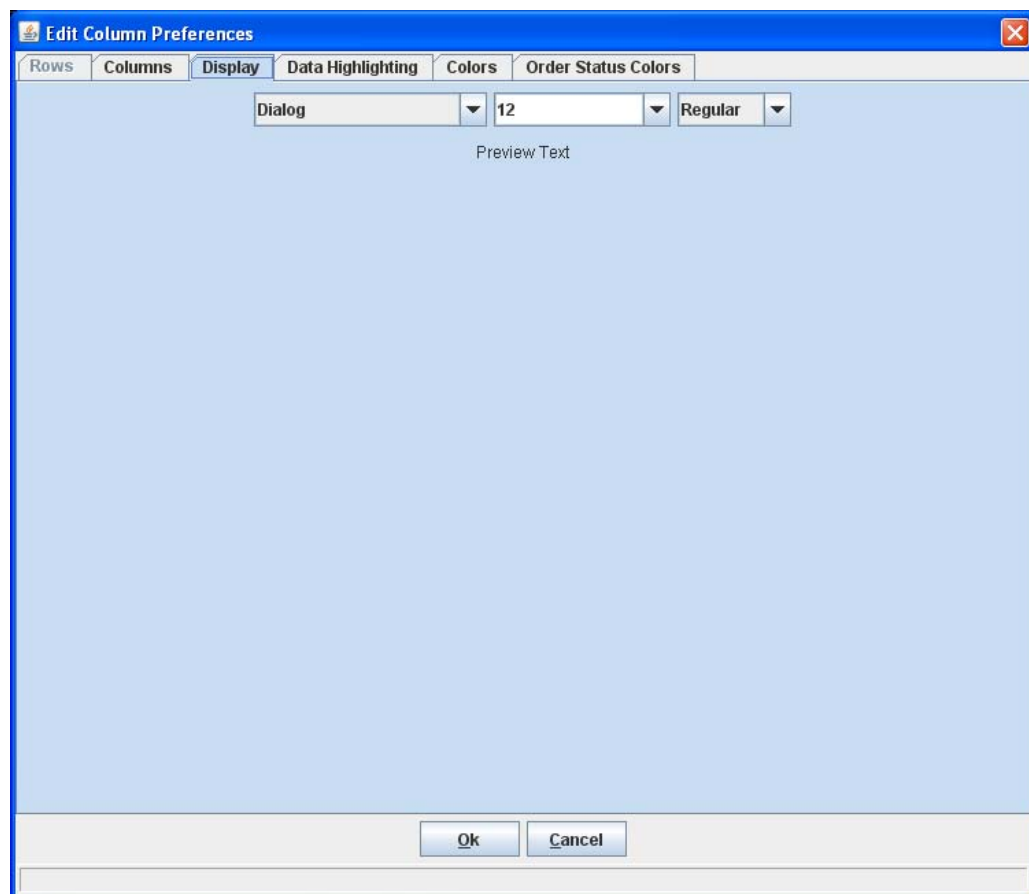 Edit Column Preferences
Rows Columns Display Data Highlighting Colors Order Status Colors
Dialog 12 Regular
Preview Text
Ok Cancel